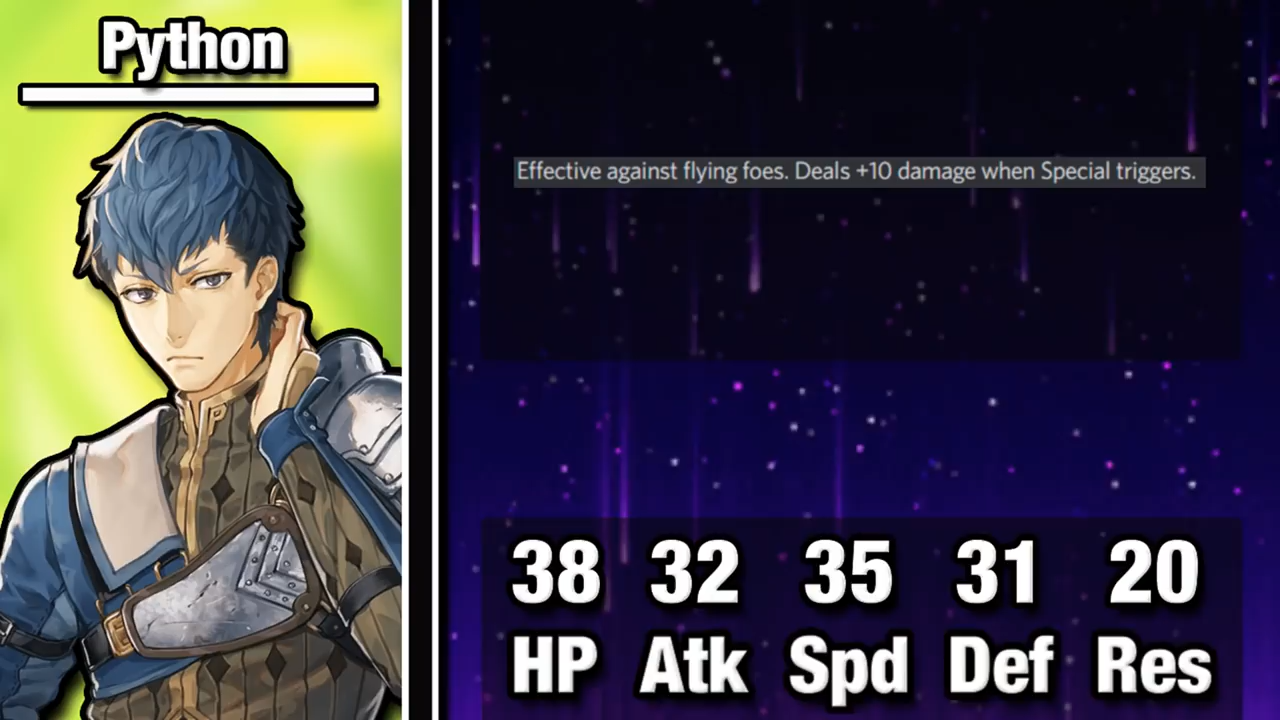 Python
Effective against flying foes. Deals +10 damage when Special triggers.
38 32 35 31 20
HP Atk Spd Def Res